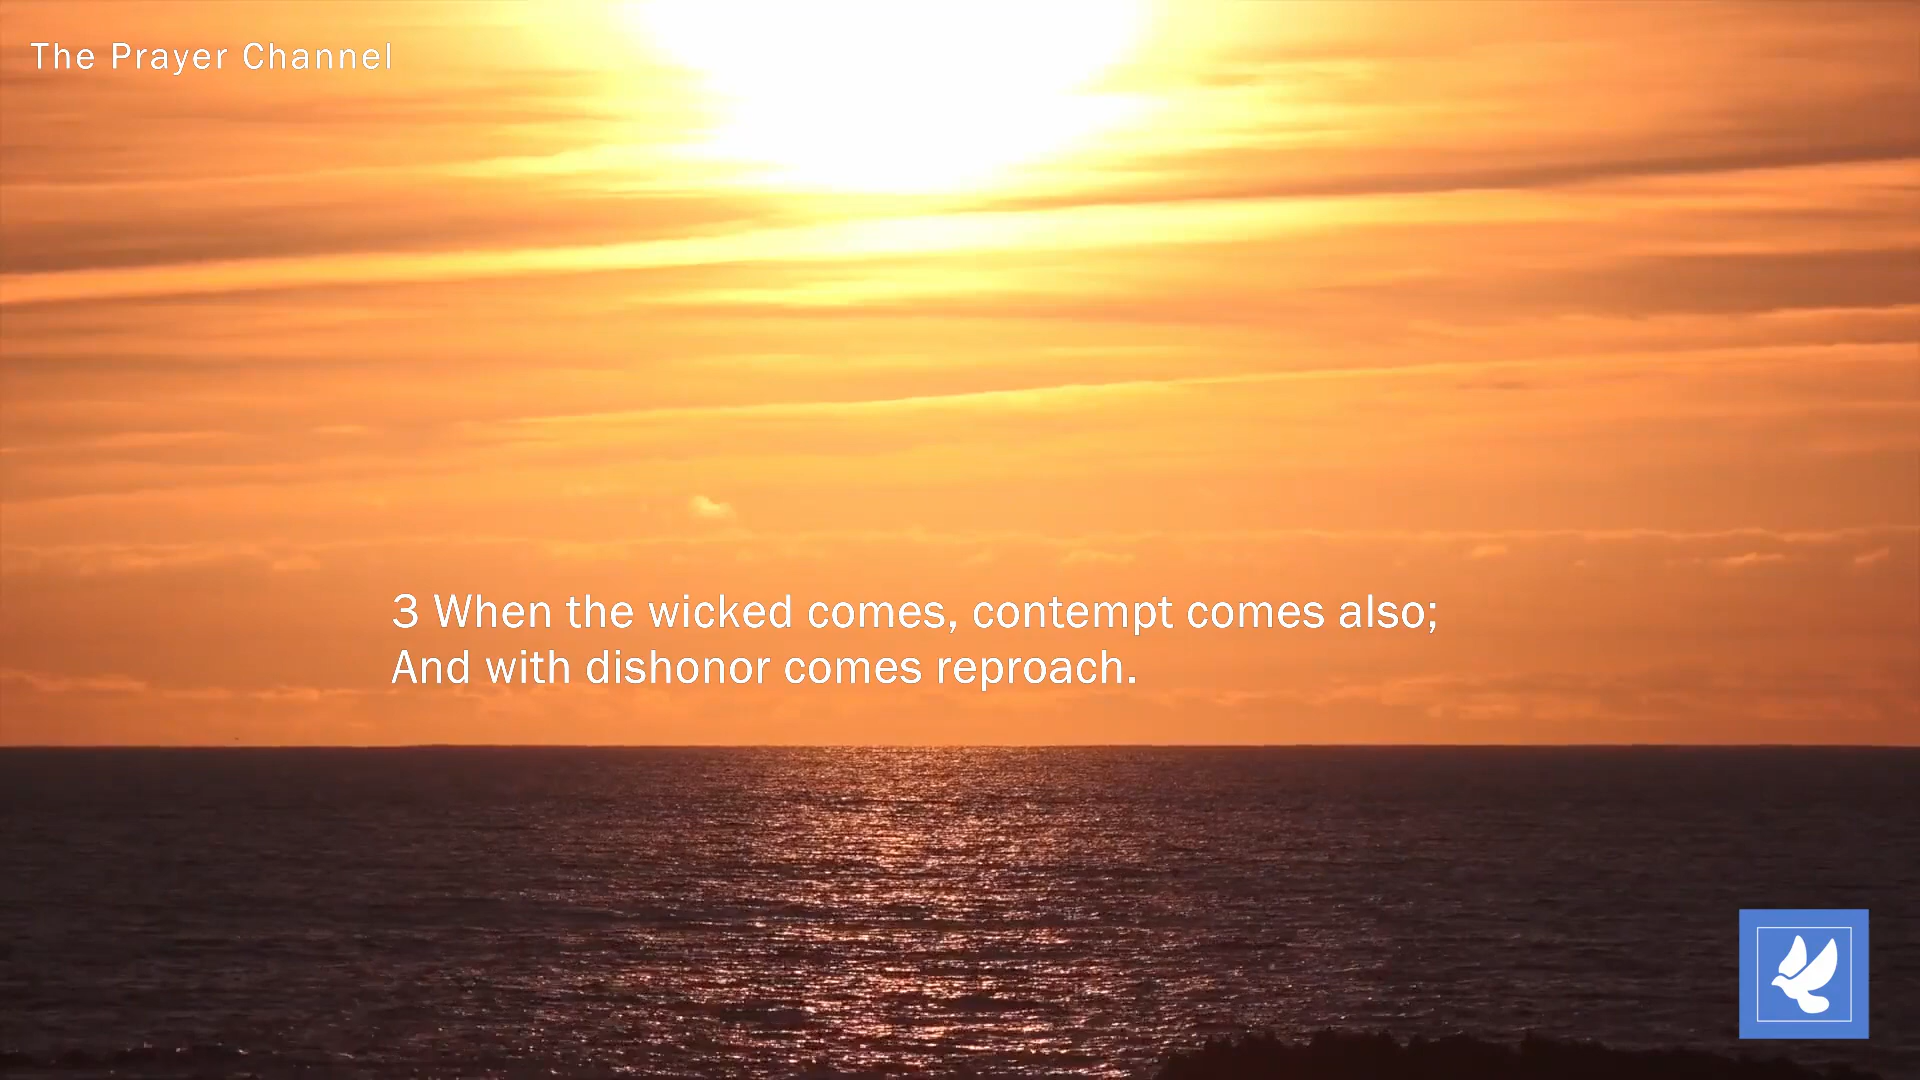 The Prayer Channel
3 When the wicked comes, contempt comes also;
And with dishonor comes reproach.